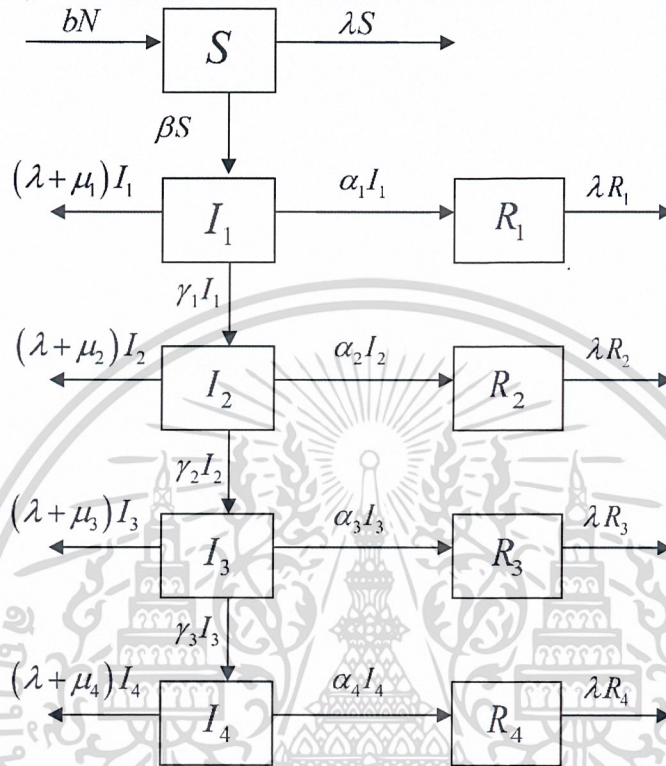 bN S λS
βS
(λ+μ₁)I₁ I₁ α₁I₁ R₁ λR₁
γ₁I₁
(λ+μ₂)I₂ I₂ α₂I₂ R₂ λR₂
γ₂I₂
(λ+μ₃)I₃ I₃ α₃I₃ R₃ λR₃
γ₃I₃
(λ+μ₄)I₄ I₄ α₄I₄ R₄ λR₄